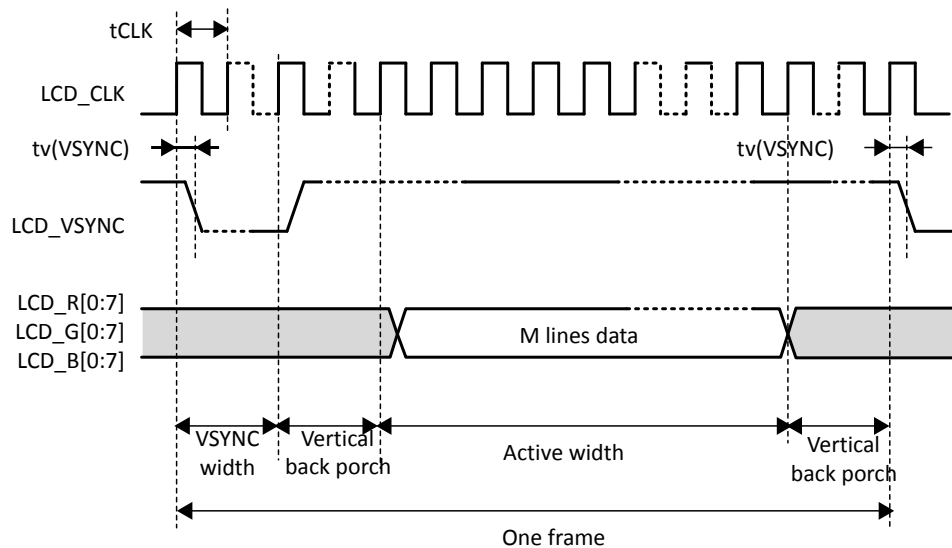 tCLK
LCD_CLK
tv(VSYNC)
tv(VSYNC)
LCD_VSYNC
LCD_R[0:7]
LCD_G[0:7]
LCD_B[0:7]
M lines data
VSYNC
width
Vertical
back porch
Active width
Vertical
back porch
One frame